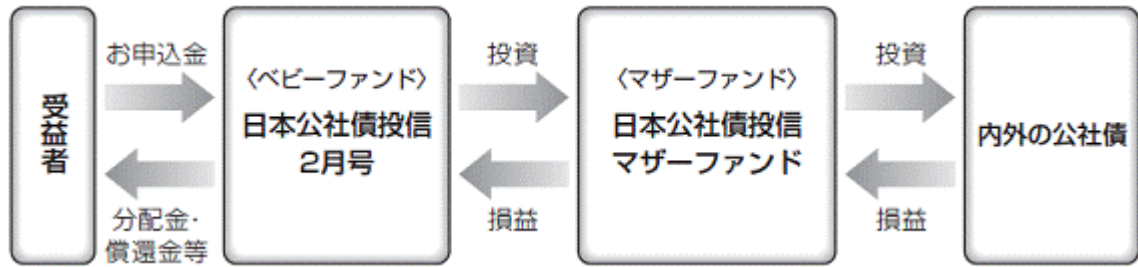 受益者
お申込金
分配金・
償還金等
〈ベビーファンド〉
日本公社債投信
2月号
投資
損益
〈マザーファンド〉
日本公社債投信
マザーファンド
投資
損益
内外の公社債